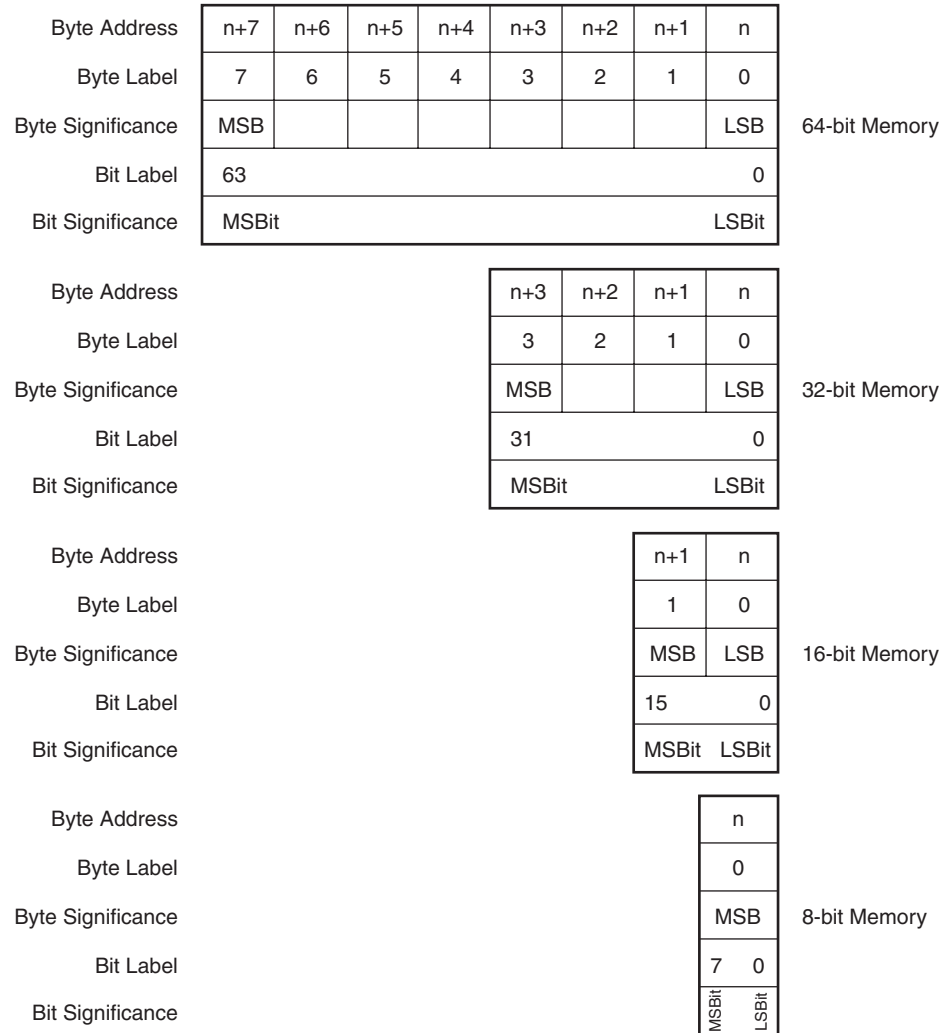 Byte Address n+7 n+6 n+5 n+4 n+3 n+2 n+1 n
Byte Label 7 6 5 4 3 2 1 0
Byte Significance MSB LSB 64-bit Memory
Bit Label 63 0
Bit Significance MSBit LSBit
Byte Address n+3 n+2 n+1 n
Byte Label 3 2 1 0
Byte Significance MSB LSB 32-bit Memory
Bit Label 31 0
Bit Significance MSBit LSBit
Byte Address n+1 n
Byte Label 1 0
Byte Significance MSB LSB 16-bit Memory
Bit Label 15 0
Bit Significance MSBit LSBit
Byte Address n
Byte Label 0
Byte Significance MSB 8-bit Memory
Bit Label 7 0
Bit Significance MSBit LSBit